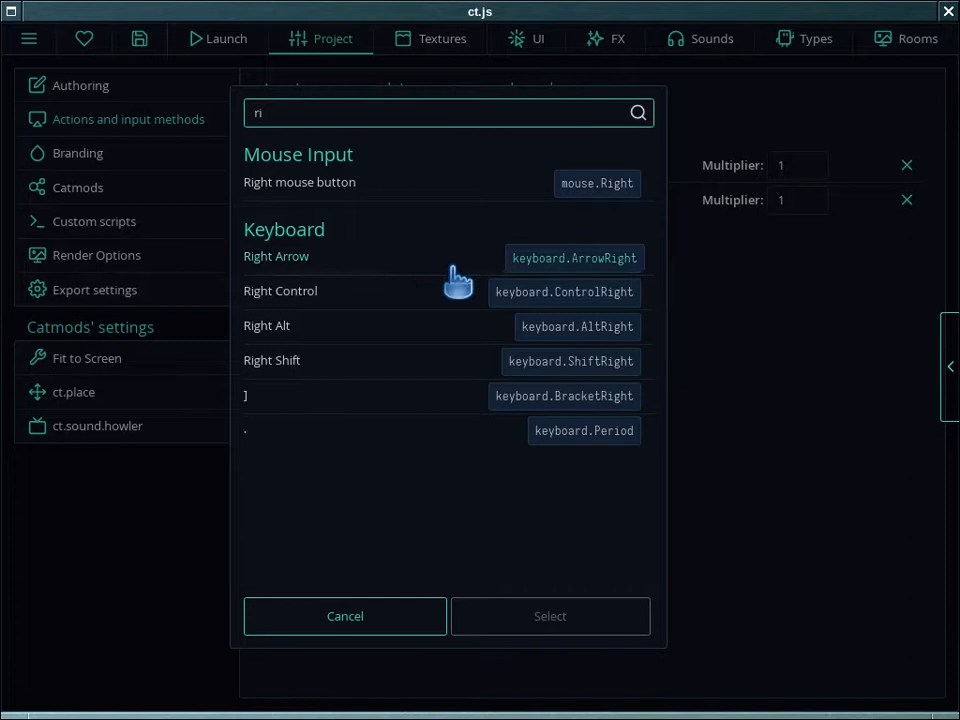 ct.js
Launch
Project
Textures
UI
FX
Sounds
Types
Rooms
Authoring
Actions and input methods
Branding
Catmods
Custom scripts
Render Options
Export settings
Catmods' settings
Fit to Screen
ct.place
ct.sound.howler
ri
Mouse Input
Right mouse button mouse.Right
Keyboard
Right Arrow keyboard.ArrowRight
Right Control keyboard.ControlRight
Right Alt keyboard.AltRight
Right Shift keyboard.ShiftRight
] keyboard.BracketRight
. keyboard.Period
Cancel
Select
Multiplier: 1
Multiplier: 1